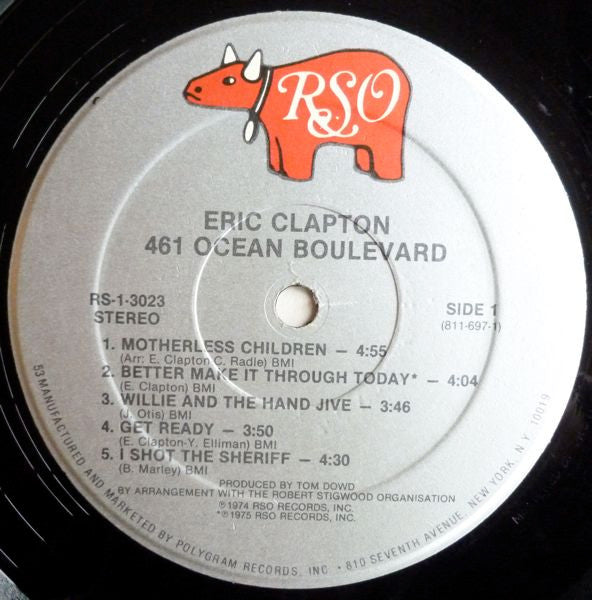 RSO
ERIC CLAPTON
461 OCEAN BOULEVARD
RS-1-3023
STEREO
SIDE 1
(811-697-1)
1. MOTHERLESS CHILDREN – 4:55
(Arr: E. Clapton-C. Radle) BMI
2. BETTER MAKE IT THROUGH TODAY* – 4:04
(E. Clapton) BMI
3. WILLIE AND THE HAND JIVE – 3:46
(J. Otis) BMI
4. GET READY – 3:50
(E. Clapton-Y. Elliman) BMI
5. I SHOT THE SHERIFF – 4:30
(B. Marley) BMI
PRODUCED BY TOM DOWD
BY ARRANGEMENT WITH THE ROBERT STIGWOOD ORGANISATION
℗1974 RSO RECORDS, INC.
*℗1975 RSO RECORDS, INC.
53 MANUFACTURED AND MARKETED BY POLYGRAM RECORDS, INC. • 810 SEVENTH AVENUE, NEW YORK, N.Y. 10019